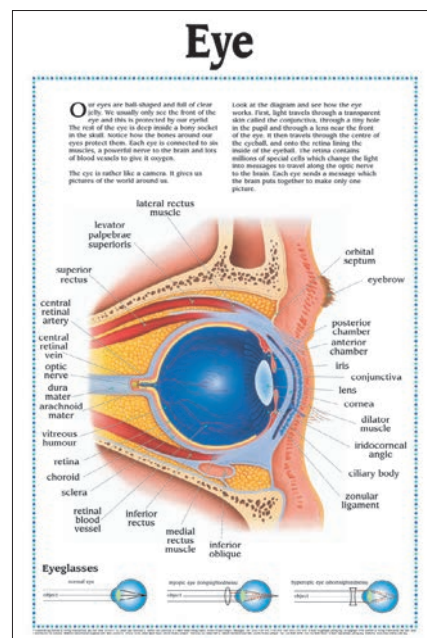 Eye
Our eyes are ball-shaped and full of clear
jelly. We usually only see the front of the
eye and this is protected by our eyelid
The rest of the eye is deep inside a bony socket
in the skull. Notice how the bones around our
eyes protect them. Each eye is connected to six
muscles, a powerful nerve to the brain and lots
of blood vessels to give it oxygen.
The eye is rather like a camera. It gives us
pictures of the world around us.
Look at the diagram and see how the eye
works. First, light travels through a transparent
skin called the conjunctiva, through a tiny hole
in the pupil and through a lens near the front
of the eye. It then travels through the centre of
the eyeball, and onto the retina lining the
inside of the eyeball. The retina contains
millions of special cells which change the light
into messages to travel along the optic nerve
to the brain. Each eye sends a message which
the brain puts together to make only one
picture.
lateral rectus
muscle
levator
palpebrae
superioris
superior
rectus
central
retinal
artery
central
retinal
vein
optic
nerve
dura
mater
arachnoid
mater
vitreous
humour
retina
choroid
sclera
retinal
blood
vessel
inferior
rectus
medial
rectus
muscle
inferior
oblique
orbital
septum
eyebrow
posterior
chamber
anterior
chamber
iris
conjunctiva
lens
cornea
dilator
muscle
iridocorneal
angle
ciliary body
zonular
ligament
Eyeglasses
normal eye
object
myopic eye
object
hyperopic eye
object